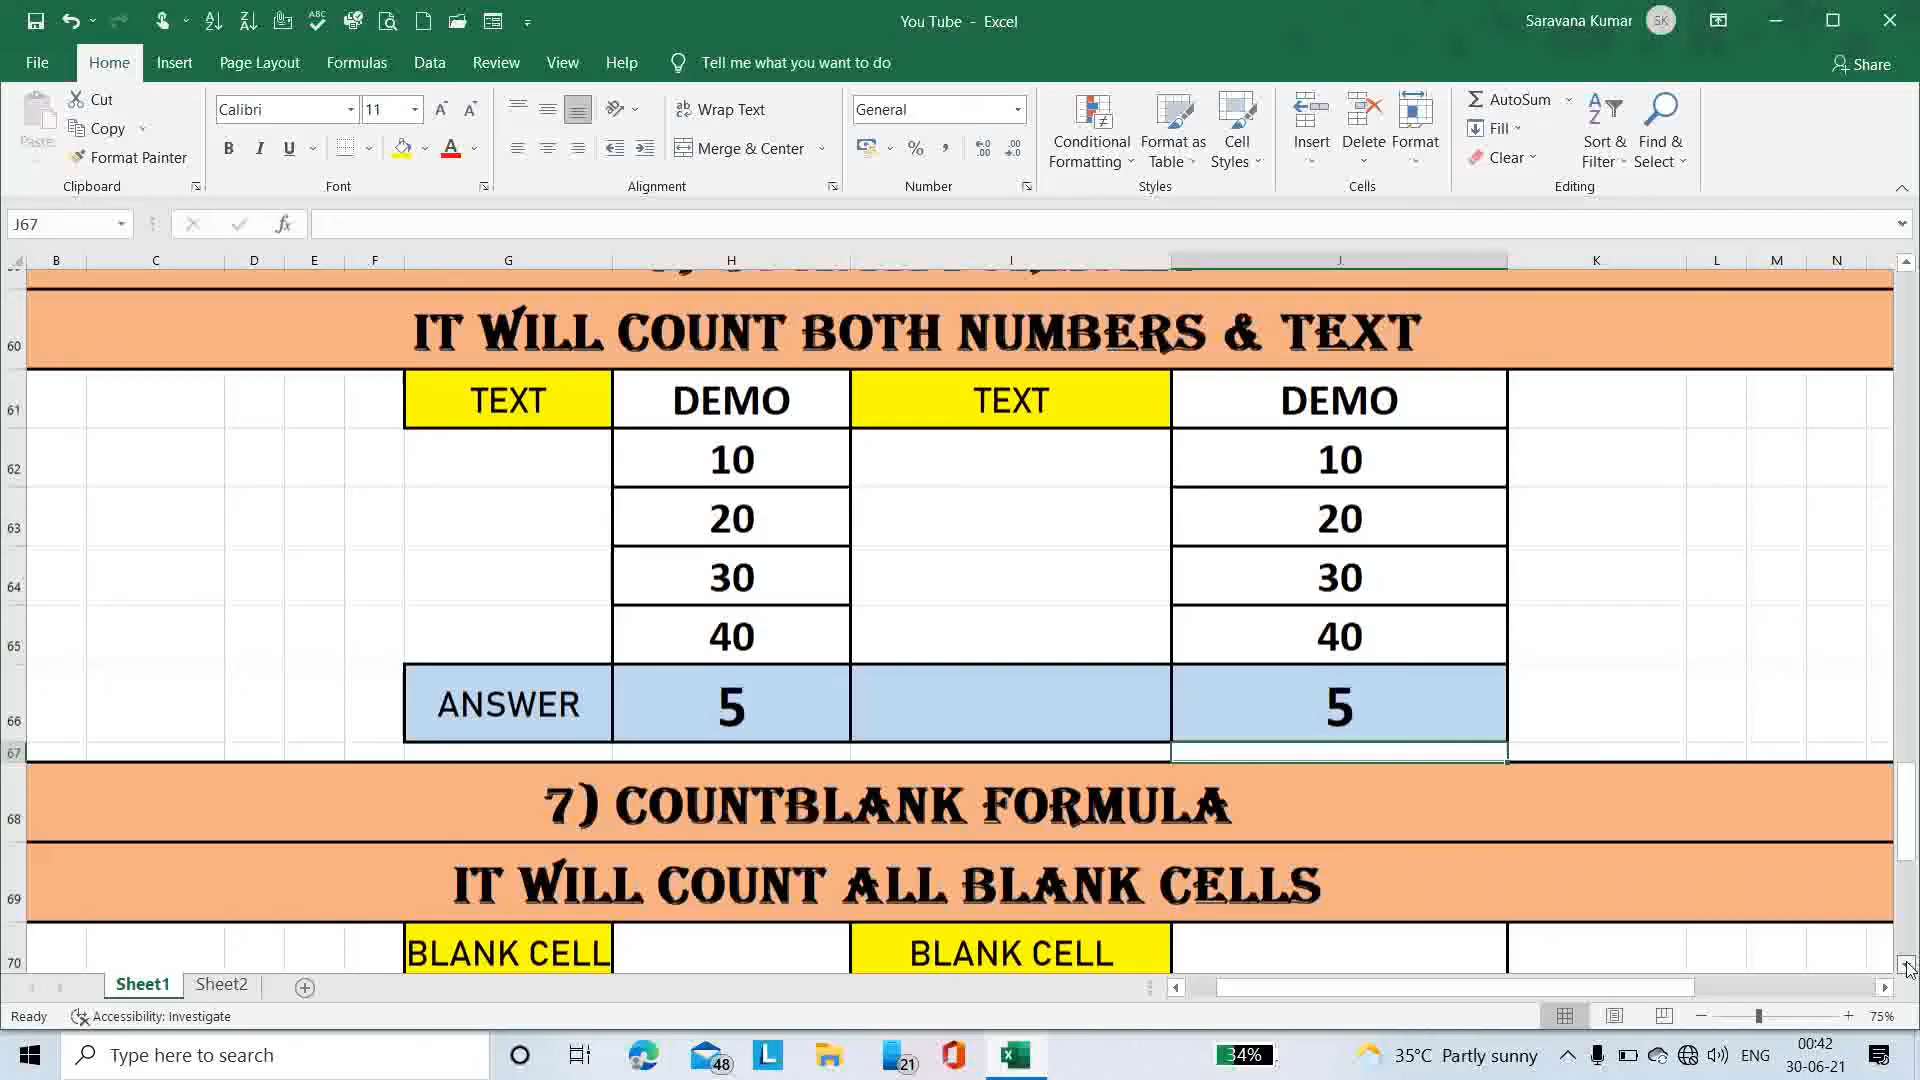 You Tube - Excel
Saravana Kumar
SK
File
Home
Insert
Page Layout
Formulas
Data
Review
View
Help
Tell me what you want to do
Share
Paste
Cut
Copy
Format Painter
Clipboard
Calibri
11
B I U
Font
Wrap Text
Merge & Center
Alignment
General
Number
Conditional Formatting
Format as Table
Cell Styles
Styles
Insert
Delete
Format
Cells
AutoSum
Fill
Clear
Sort & Filter
Find & Select
Editing
J67
fx
B C D E F G H I J K L M N
60 IT WILL COUNT BOTH NUMBERS & TEXT
61 TEXT DEMO TEXT DEMO
62 10 10
63 20 20
64 30 30
65 40 40
66 ANSWER 5 5
67
68 7) COUNTBLANK FORMULA
69 IT WILL COUNT ALL BLANK CELLS
70 BLANK CELL BLANK CELL
Sheet1 Sheet2
Ready
Accessibility: Investigate
75%
Type here to search
48
L
21
34%
35°C Partly sunny
ENG
00:42
30-06-21